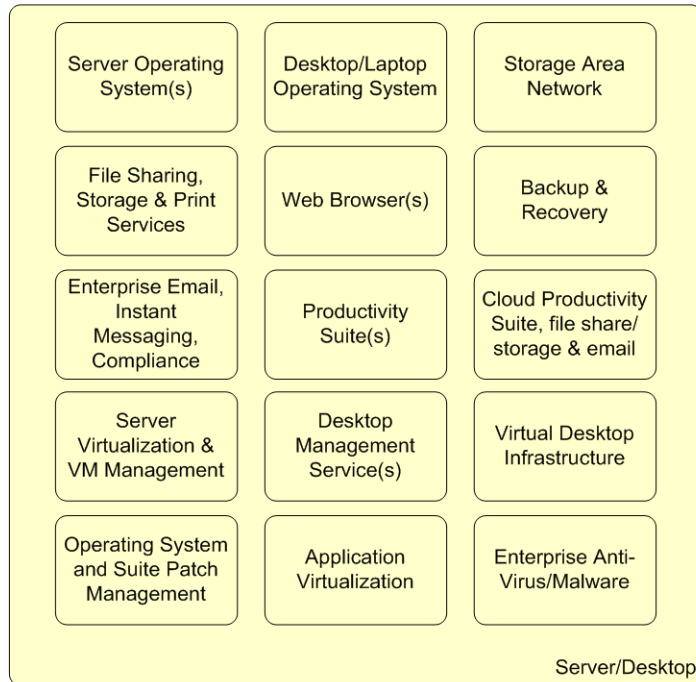 Server Operating
System(s)
Desktop/Laptop
Operating System
Storage Area
Network
File Sharing,
Storage & Print
Services
Web Browser(s)
Backup &
Recovery
Enterprise Email,
Instant
Messaging,
Compliance
Productivity
Suite(s)
Cloud Productivity
Suite, file share/
storage & email
Server
Virtualization &
VM Management
Desktop
Management
Service(s)
Virtual Desktop
Infrastructure
Operating System
and Suite Patch
Management
Application
Virtualization
Enterprise Anti-
Virus/Malware
Server/Desktop